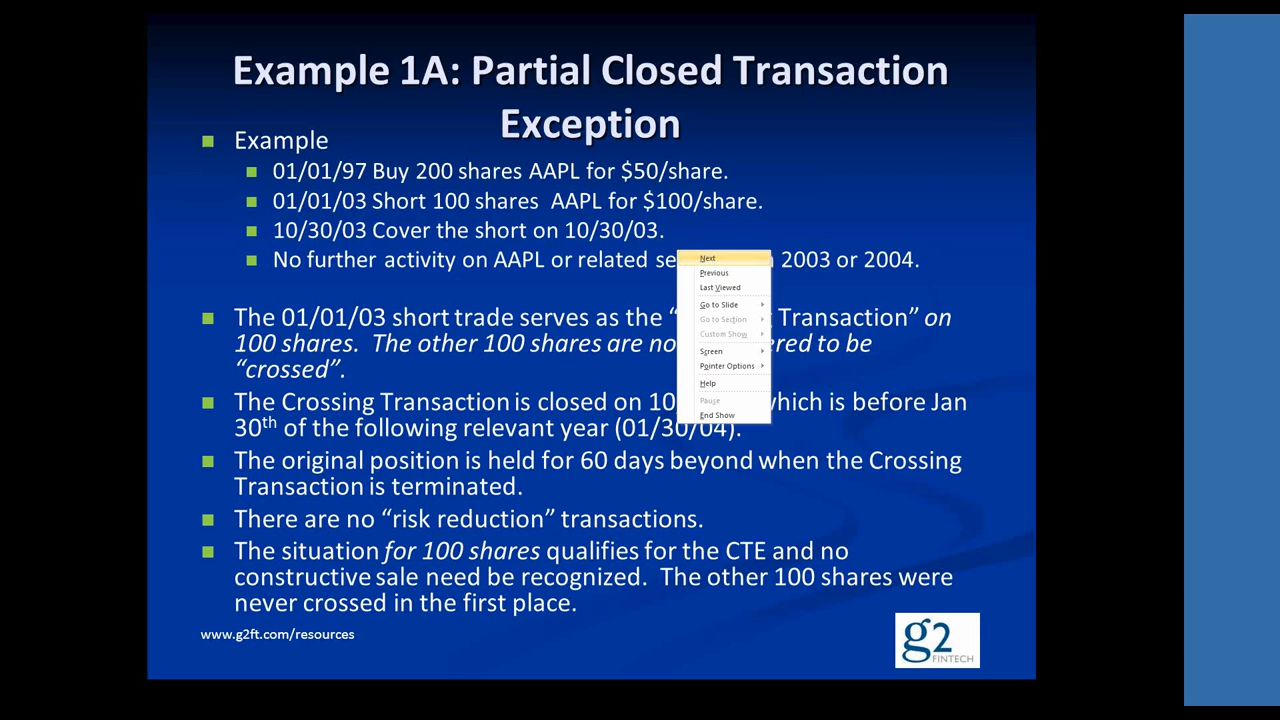 Example 1A: Partial Closed Transaction
Exception
Example
01/01/97 Buy 200 shares AAPL for $50/share.
01/01/03 Short 100 shares AAPL for $100/share.
10/30/03 Cover the short on 10/30/03.
No further activity on AAPL or related se 2003 or 2004.
The 01/01/03 short trade serves as the “ Transaction” on
100 shares. The other 100 shares are no ered to be
“crossed”.
The Crossing Transaction is closed on 10 which is before Jan
30th of the following relevant year (01/30/04).
The original position is held for 60 days beyond when the Crossing
Transaction is terminated.
There are no “risk reduction” transactions.
The situation for 100 shares qualifies for the CTE and no
constructive sale need be recognized. The other 100 shares were
never crossed in the first place.
www.g2ft.com/resources
g2
FINTECH
Next
Previous
Last Viewed
Go to Slide
Go to Section
Custom Show
Screen
Pointer Options
Help
Pause
End Show